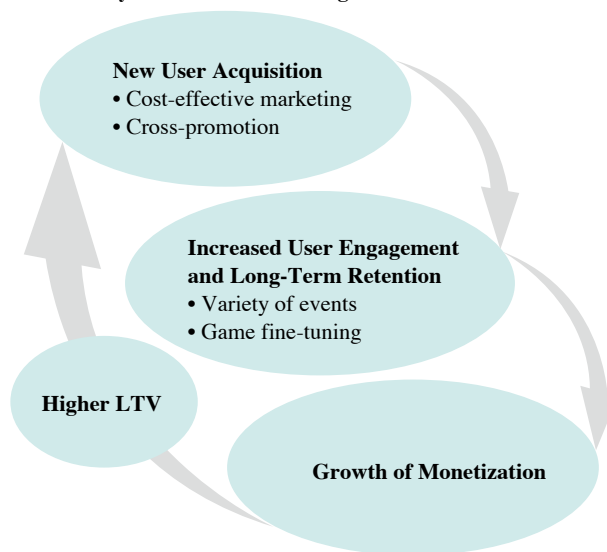 New User Acquisition
• Cost-effective marketing
• Cross-promotion
Increased User Engagement
and Long-Term Retention
• Variety of events
• Game fine-tuning
Higher LTV
Growth of Monetization